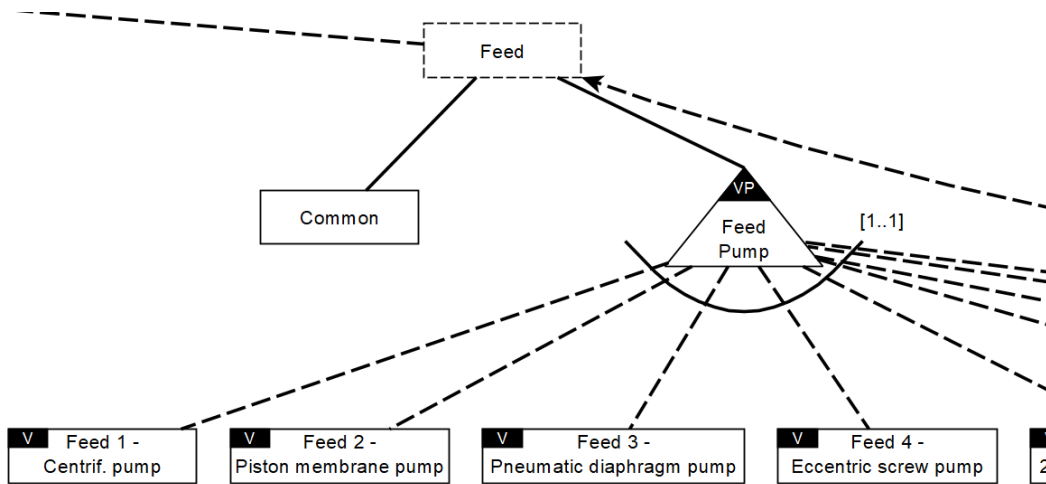 Feed
Common
VP
Feed
Pump
[1..1]
V
Feed 1 -
Centrif. pump
V
Feed 2 -
Piston membrane pump
V
Feed 3 -
Pneumatic diaphragm pump
V
Feed 4 -
Eccentric screw pump
2